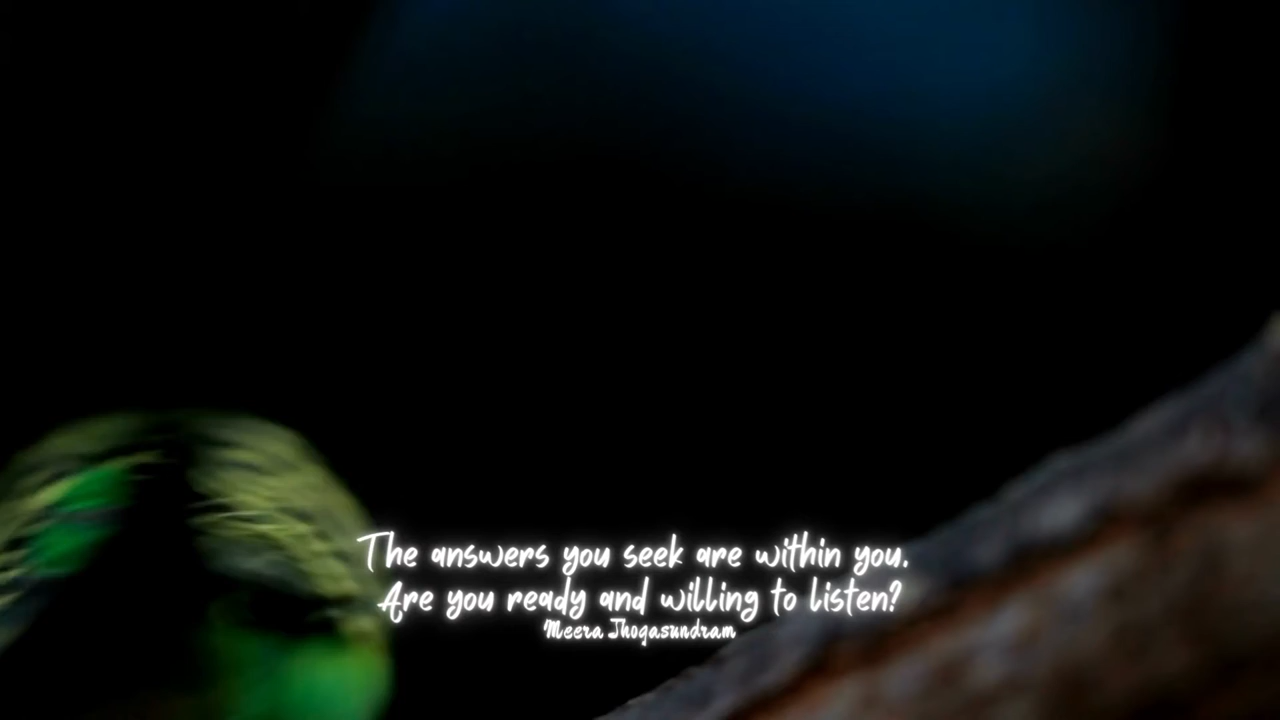 The answers you seek are within you.
Are you ready and willing to listen?
Meera Jhogasundram